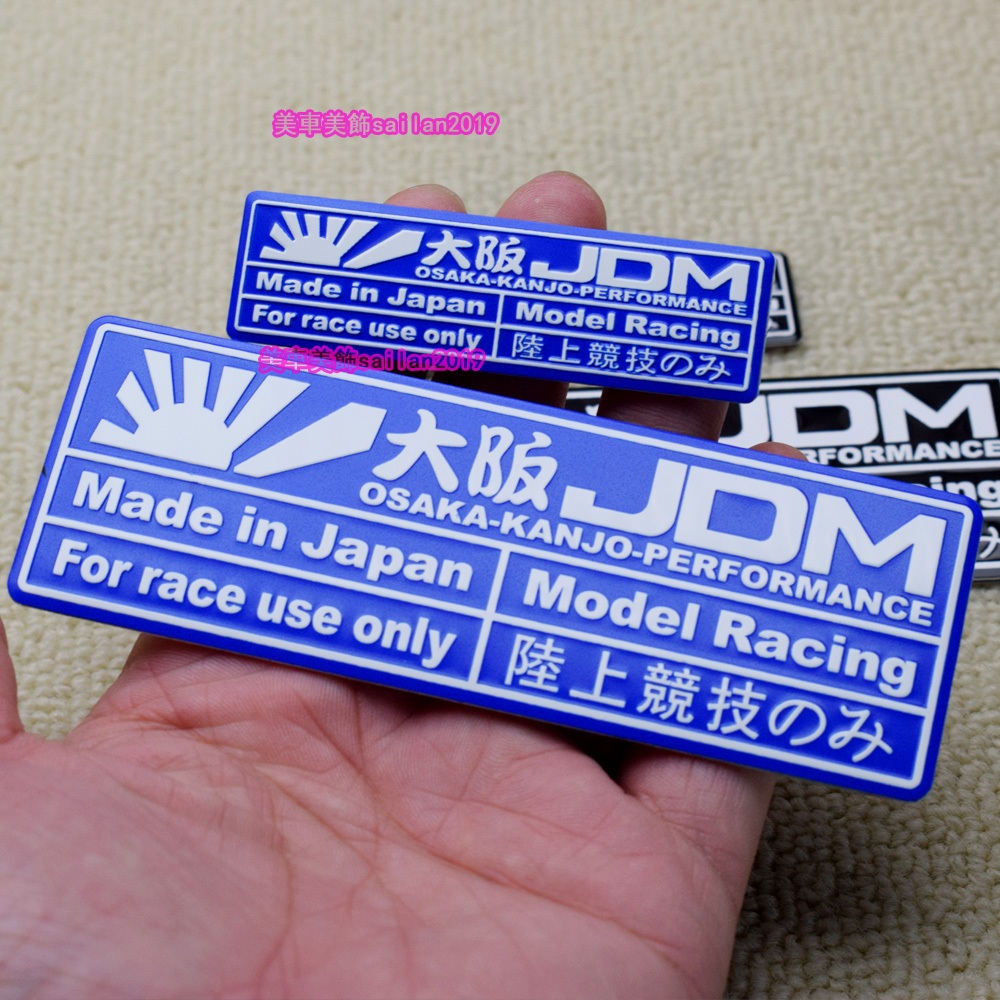 美車美飾sailan2019
大阪 JDM
OSAKA-KANJO-PERFORMANCE
Made in Japan
Model Racing
For race use only
陸上競技のみ
美車美飾sailan2019
大阪 JDM
OSAKA-KANJO-PERFORMANCE
Made in Japan
Model Racing
For race use only
陸上競技のみ
JDM
RFORMANCE
ing